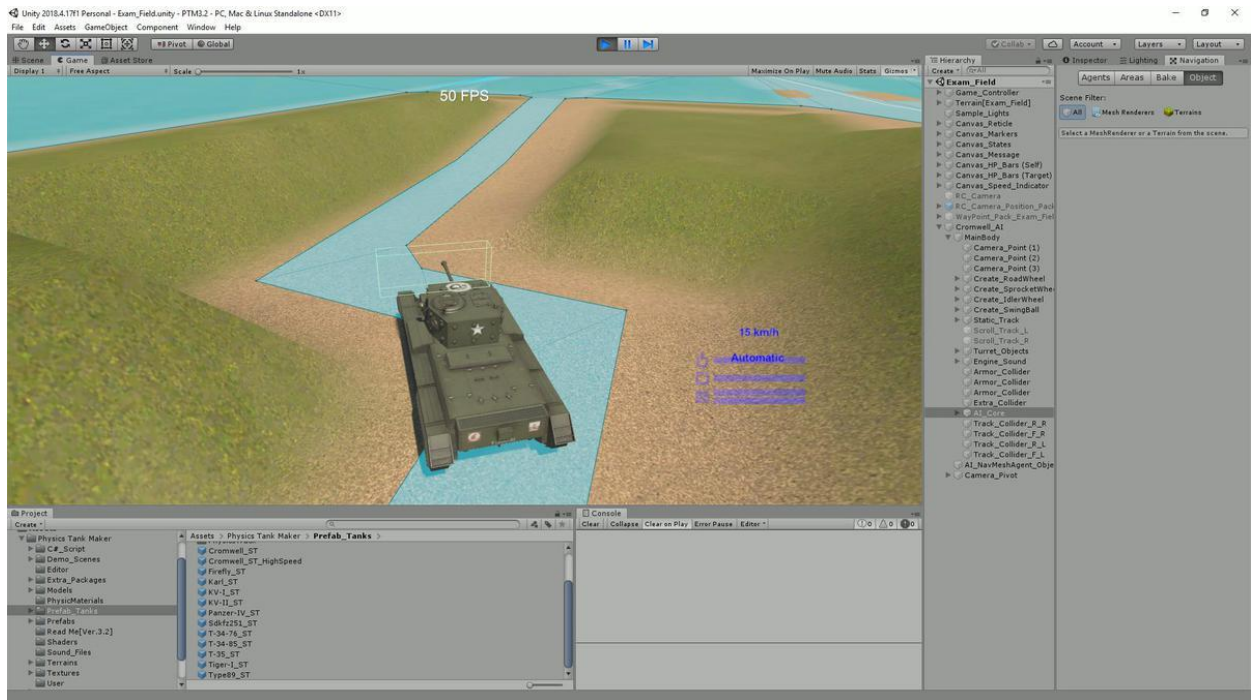 Unity 2018.4.17f1 Personal - Exam_Field.unity - PTM3.2 - PC, Mac & Linux Standalone <DX11>
File Edit Assets GameObject Component Window Help
Pivot Global
Collab Account Layers Layout
Scene Game Asset Store
Display 1 Free Aspect Scale 1x Maximize On Play Mute Audio Stats Gizmos
50 FPS
15 km/h
Automatic
Hierarchy
Create All
Exam_Field
Game_Controller
Terrain[Exam_Field]
Sample_Lights
Canvas_Reticle
Canvas_Markers
Canvas_States
Canvas_Message
Canvas_HP_Bars (Self)
Canvas_HP_Bars (Target)
Canvas_Speed_Indicator
RC_Camera
RC_Camera_Position_Pack
WayPoint_Pack_Exam_Fiel
Cromwell_AI
MainBody
Camera_Point (1)
Camera_Point (2)
Camera_Point (3)
Create_RoadWheel
Create_SprocketWhe
Create_IdlerWheel
Create_SwingBall
Static_Track
Scroll_Track_L
Scroll_Track_R
Turret_Objects
Engine_Sound
Armor_Collider
Armor_Collider
Armor_Collider
Extra_Collider
AI_Core
Track_Collider_R_R
Track_Collider_F_R
Track_Collider_R_L
Track_Collider_F_L
AI_NavMeshAgent_Obje
Camera_Pivot
Inspector Lighting Navigation
Agents Areas Bake Object
Scene Filter:
All Mesh Renderers Terrains
Select a MeshRenderer or a Terrain from the scene.
Project
Create
Physics Tank Maker
C#_Script
Demo_Scenes
Editor
Extra_Packages
Models
PhysicMaterials
Prefab_Tanks
Prefabs
Read Me[Ver.3.2]
Shaders
Sound_Files
Terrains
Textures
User
Assets > Physics Tank Maker > Prefab_Tanks >
Cromwell_ST
Cromwell_ST_HighSpeed
Firefly_ST
Karl_ST
KV-I_ST
KV-II_ST
Panzer-IV_ST
Sdkfz251_ST
T-34-76_ST
T-34-85_ST
T-35_ST
Tiger-I_ST
Type89_ST
Console
Clear Collapse Clear on Play Error Pause Editor 0 0 0